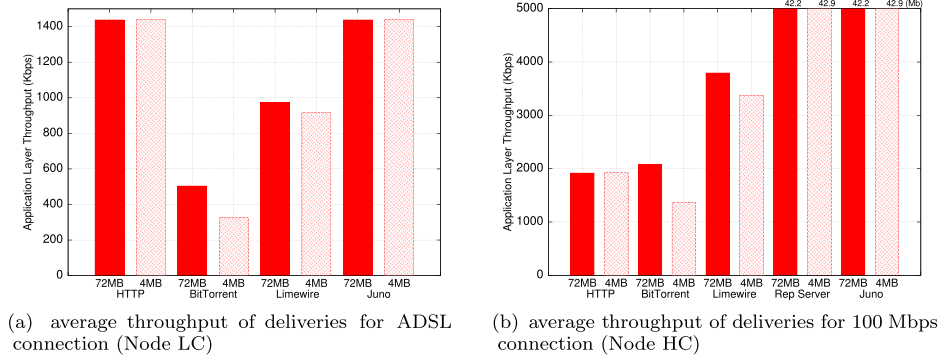 1400
1200
1000
800
600
400
200
0
Application Layer Throughput (Kbps)
72MB 4MB 72MB 4MB 72MB 4MB 72MB 4MB
HTTP BitTorrent Limewire Juno
(a) average throughput of deliveries for ADSL
connection (Node LC)
42.2 42.9 42.2 42.9 (Mb)
5000
4000
3000
2000
1000
0
Application Layer Throughput (Kbps)
72MB 4MB 72MB 4MB 72MB 4MB 72MB 4MB 72MB 4MB
HTTP BitTorrent Limewire Rep Server Juno
(b) average throughput of deliveries for 100 Mbps
connection (Node HC)